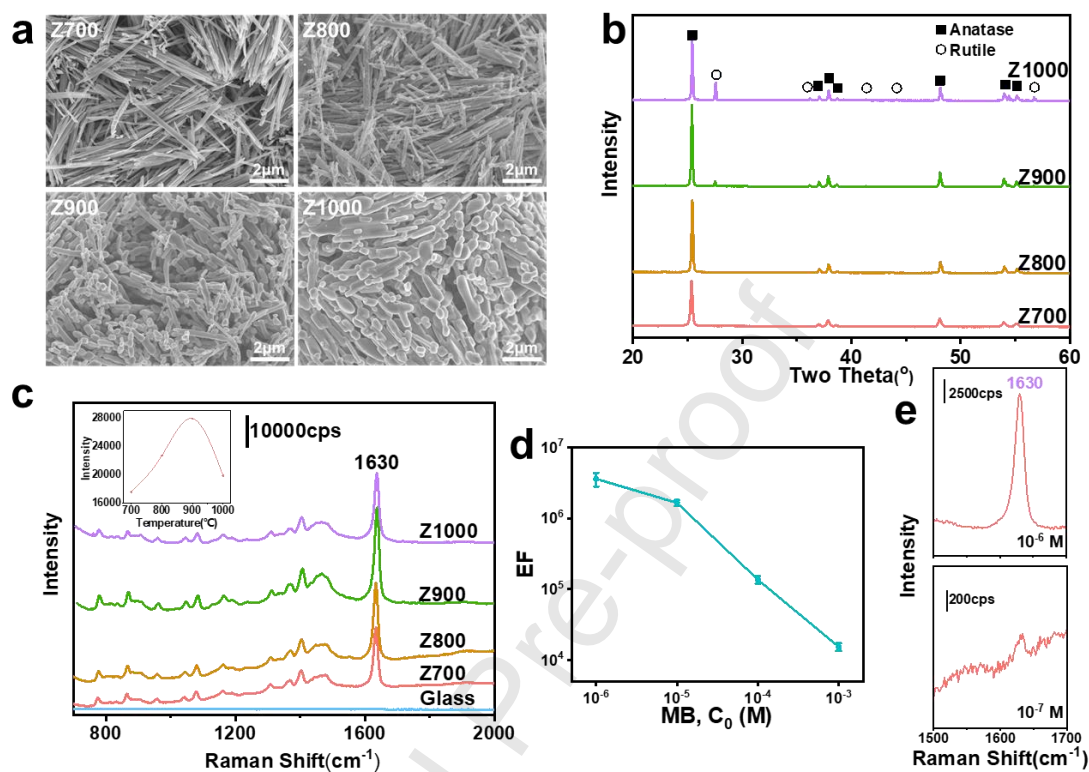 a
Z700
2μm
Z800
2μm
Z900
2μm
Z1000
2μm
b
■ Anatase
○ Rutile
Z1000
Z900
Z800
Z700
Intensity
20 30 40 50 60
Two Theta(°)
c
28000
24000
20000
16000
Intensity
700 800 900 1000
Temperature(℃)
10000cps
1630
Z1000
Z900
Z800
Z700
Glass
Intensity
800 1200 1600 2000
Raman Shift(cm⁻¹)
d
10⁷
10⁶
10⁵
10⁴
EF
10⁻⁶ 10⁻⁵ 10⁻⁴ 10⁻³
MB, C₀ (M)
e
2500cps
1630
10⁻⁶ M
200cps
10⁻⁷ M
Intensity
1500 1600 1700
Raman Shift(cm⁻¹)
Pre-proof